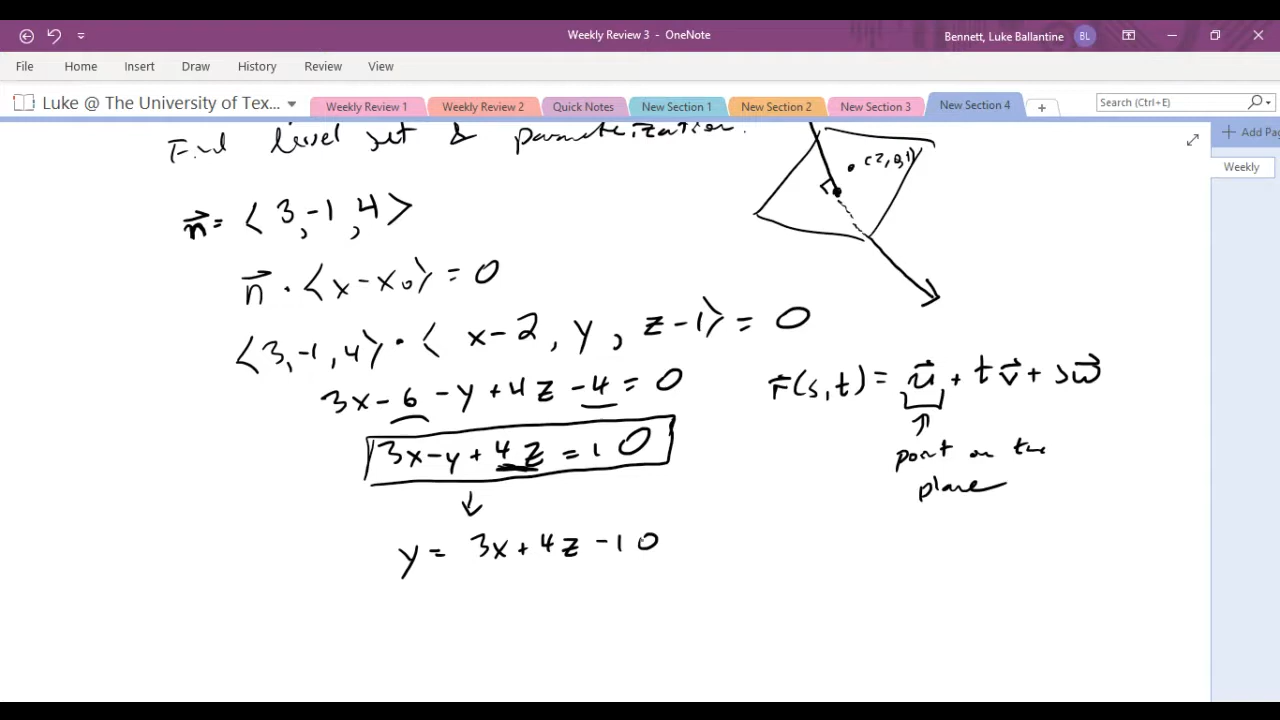 Weekly Review 3 - OneNote
Bennett, Luke Ballantine BL
File Home Insert Draw History Review View
Luke @ The University of Tex... Weekly Review 1 Weekly Review 2 Quick Notes New Section 1 New Section 2 New Section 3 New Section 4 + Search (Ctrl+E)
+ Add Pag
Weekly
Find level set & parameterization.
(2,0,1)
n⃗ = ⟨3,-1,4⟩
n⃗ · ⟨x-x₀⟩ = 0
⟨3,-1,4⟩ · ⟨x-2, y, z-1⟩ = 0
3x-6-y+4z-4=0
3x-y+4z=10
y = 3x+4z-10
r⃗(s,t) = u⃗ + tv⃗ + sw⃗
point on the
plane